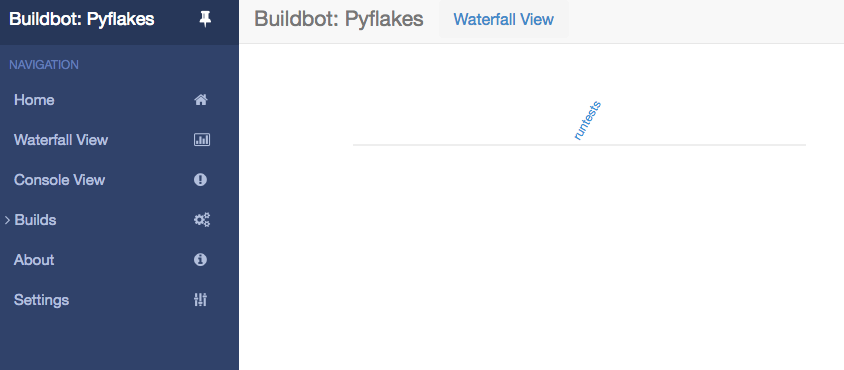 Buildbot: Pyflakes
NAVIGATION
Home
Waterfall View
Console View
Builds
About
Settings
Buildbot: Pyflakes
Waterfall View
runtests